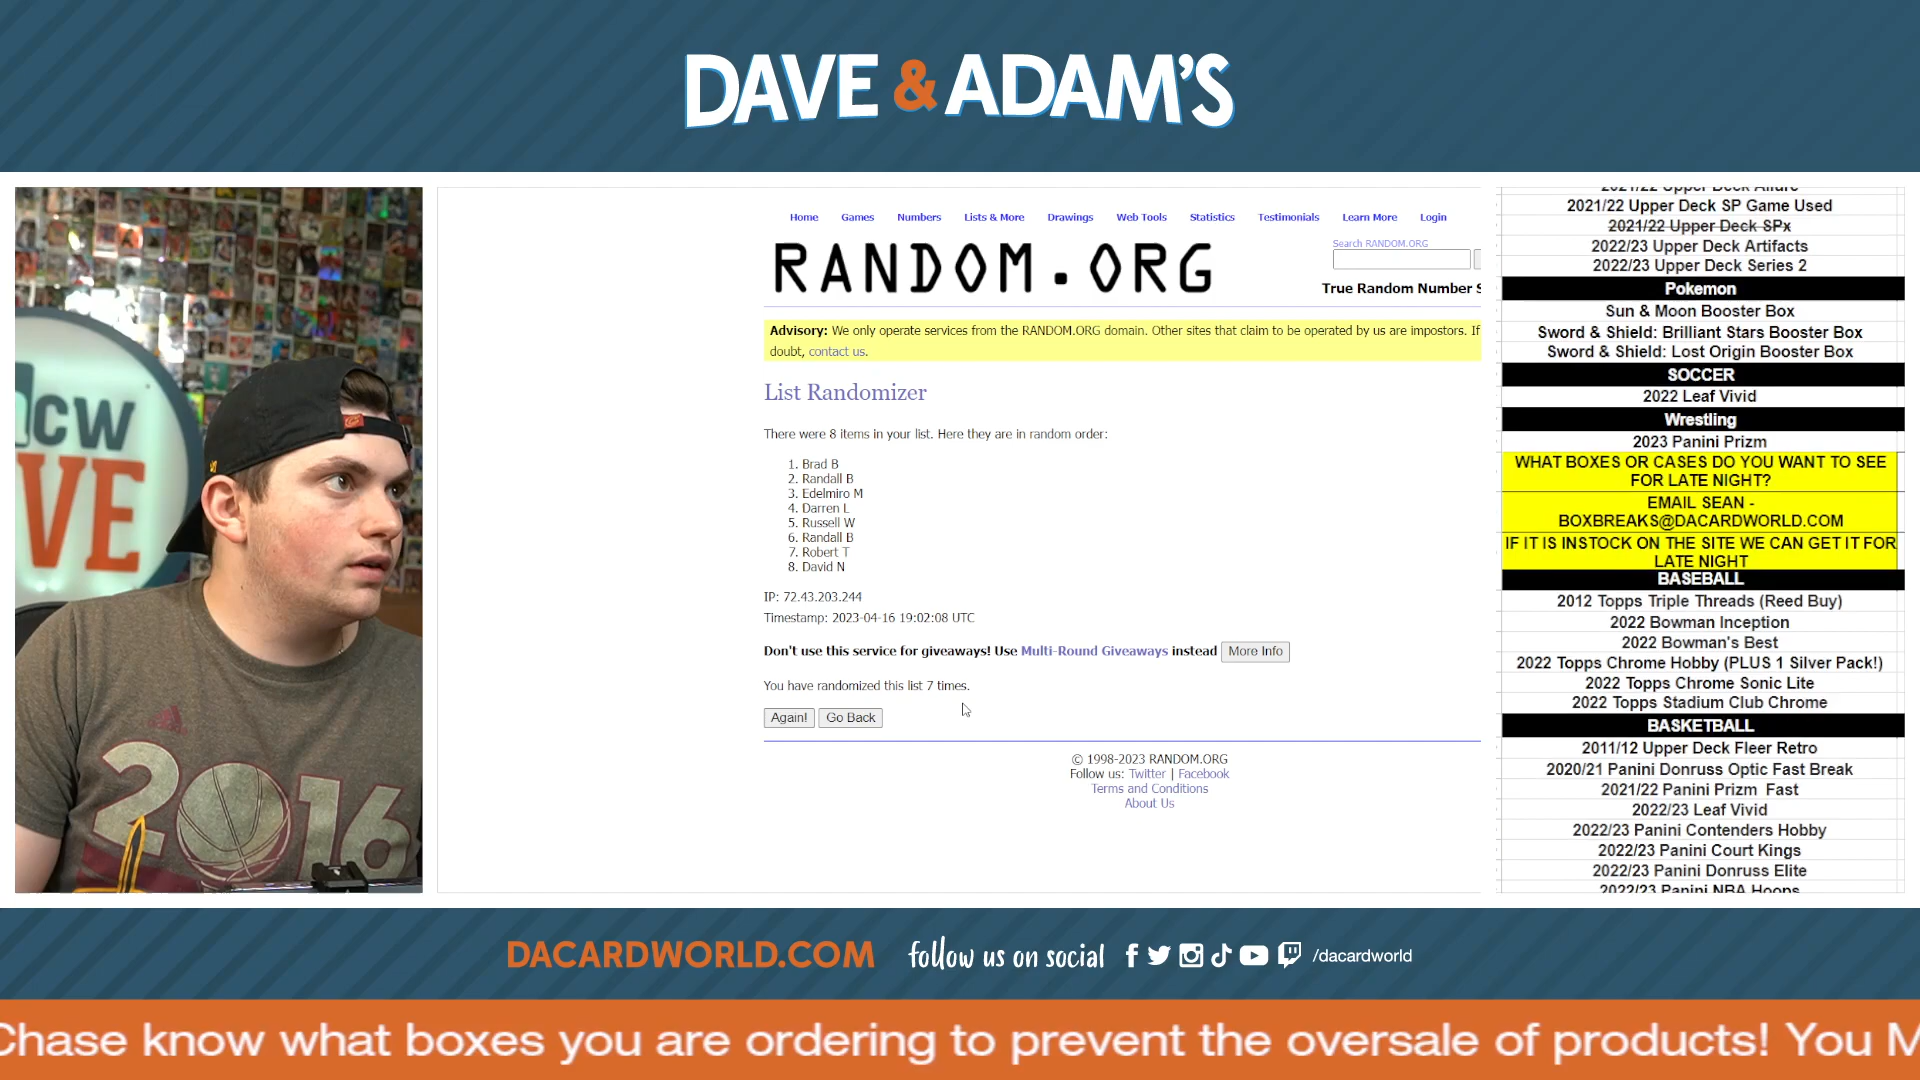 DAVE & ADAM'S
CW
VE
2016
Home Games Numbers Lists & More Drawings Web Tools Statistics Testimonials Learn More Login
RANDOM.ORG
Search RANDOM.ORG
True Random Number S
Advisory: We only operate services from the RANDOM.ORG domain. Other sites that claim to be operated by us are impostors. If
doubt, contact us.
List Randomizer
There were 8 items in your list. Here they are in random order:
1. Brad B
2. Randall B
3. Edelmiro M
4. Darren L
5. Russell W
6. Randall B
7. Robert T
8. David N
IP: 72.43.203.244
Timestamp: 2023-04-16 19:02:08 UTC
Don't use this service for giveaways! Use Multi-Round Giveaways instead More Info
You have randomized this list 7 times.
Again! Go Back
© 1998-2023 RANDOM.ORG
Follow us: Twitter | Facebook
Terms and Conditions
About Us
2021/22 Upper Deck Allure
2021/22 Upper Deck SP Game Used
2021/22 Upper Deck SPx
2022/23 Upper Deck Artifacts
2022/23 Upper Deck Series 2
Pokemon
Sun & Moon Booster Box
Sword & Shield: Brilliant Stars Booster Box
Sword & Shield: Lost Origin Booster Box
SOCCER
2022 Leaf Vivid
Wrestling
2023 Panini Prizm
WHAT BOXES OR CASES DO YOU WANT TO SEE
FOR LATE NIGHT?
EMAIL SEAN -
BOXBREAKS@DACARDWORLD.COM
IF IT IS INSTOCK ON THE SITE WE CAN GET IT FOR
LATE NIGHT
BASEBALL
2012 Topps Triple Threads (Reed Buy)
2022 Bowman Inception
2022 Bowman's Best
2022 Topps Chrome Hobby (PLUS 1 Silver Pack!)
2022 Topps Chrome Sonic Lite
2022 Topps Stadium Club Chrome
BASKETBALL
2011/12 Upper Deck Fleer Retro
2020/21 Panini Donruss Optic Fast Break
2021/22 Panini Prizm Fast
2022/23 Leaf Vivid
2022/23 Panini Contenders Hobby
2022/23 Panini Court Kings
2022/23 Panini Donruss Elite
2022/23 Panini NBA Hoops
DACARDWORLD.COM follow us on social /dacardworld
Chase know what boxes you are ordering to prevent the oversale of products! You M